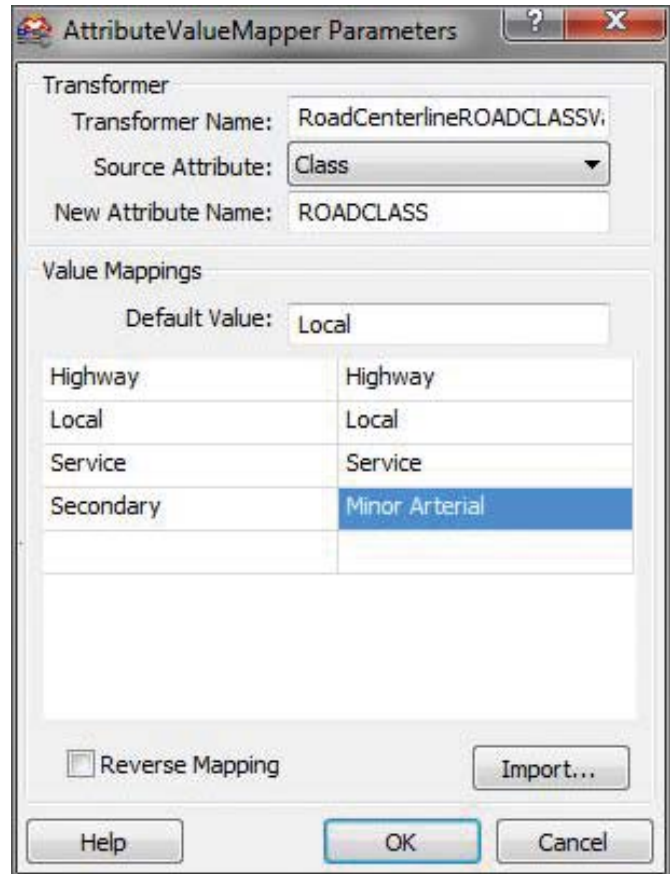 AttributeValueMapper Parameters
Transformer
Transformer Name: RoadCenterlineROADCLASSV
Source Attribute: Class
New Attribute Name: ROADCLASS
Value Mappings
Default Value: Local
Highway Highway
Local Local
Service Service
Secondary Minor Arterial
Reverse Mapping Import...
Help OK Cancel